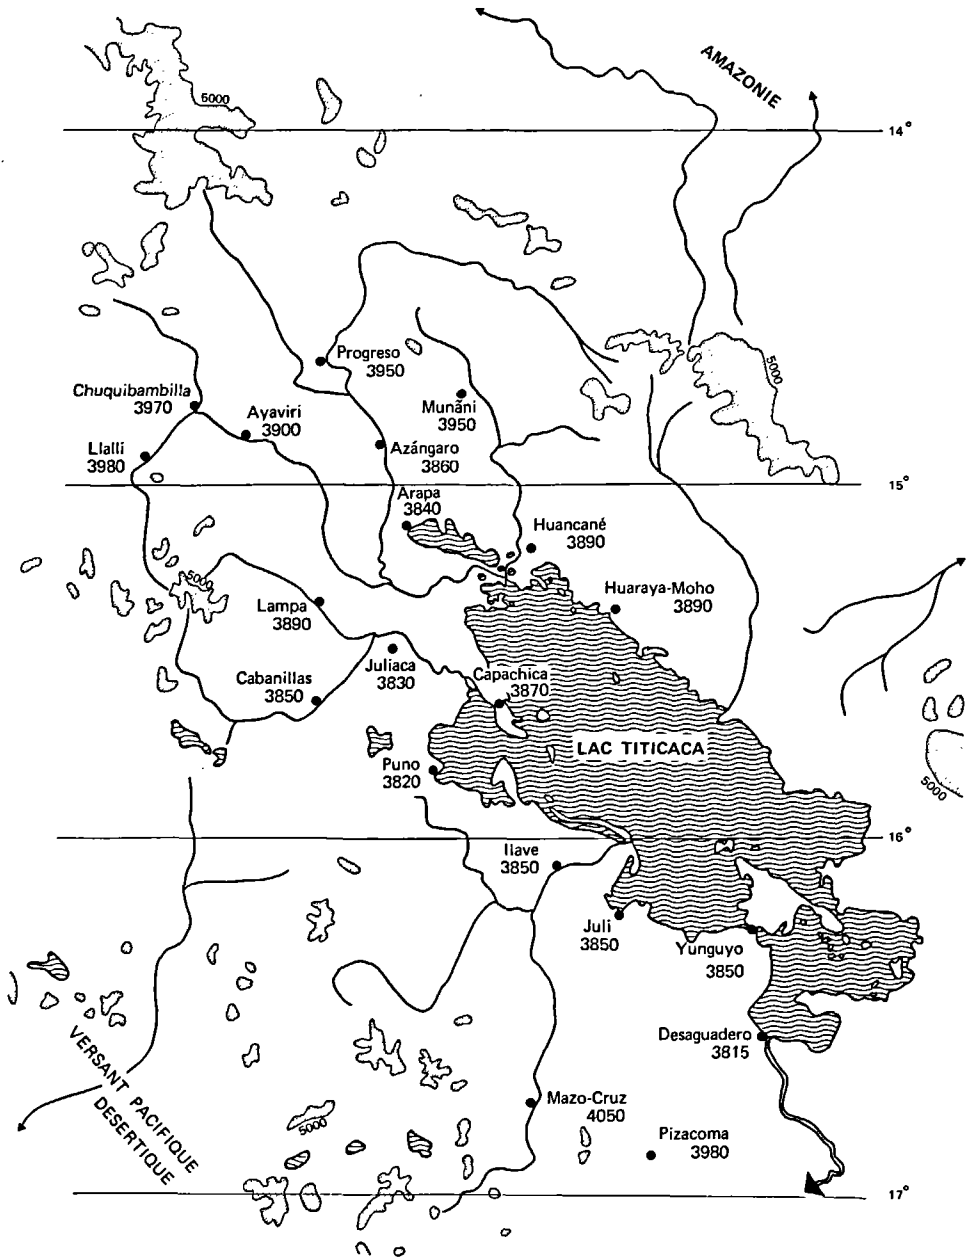 AMAZONIE
5000
14°
Progreso
3950
5000
Chuquibambilla
3970
Ayaviri
3900
Munãni
3950
Llalli
3980
Azángaro
3860
15°
Arapa
3840
Huancané
3890
5000
Lampa
3890
Huaraya-Moho
3890
Juliaca
3830
Cabanillas
3850
Capachica
3870
LAC TITICACA
Puno
3820
5000
16°
Ilave
3850
Juli
3850
Yunguyo
3850
Desaguadero
3815
VERSANT PACIFIQUE
DESERTIQUE
Mazo-Cruz
4050
5000
Pizacoma
3980
17°